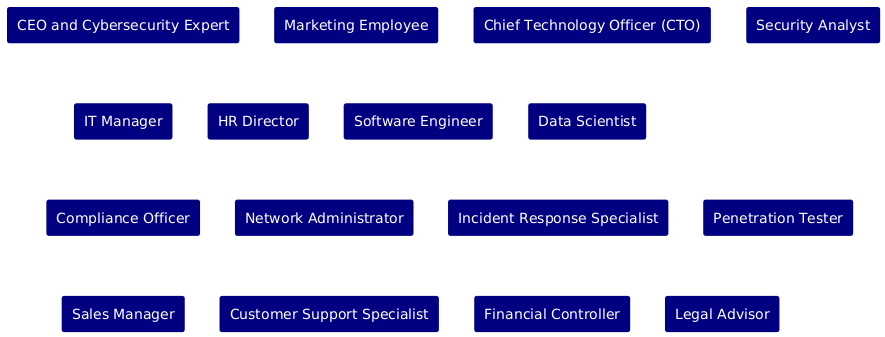 CEO and Cybersecurity Expert
Marketing Employee
Chief Technology Officer (CTO)
Security Analyst
IT Manager
HR Director
Software Engineer
Data Scientist
Compliance Officer
Network Administrator
Incident Response Specialist
Penetration Tester
Sales Manager
Customer Support Specialist
Financial Controller
Legal Advisor